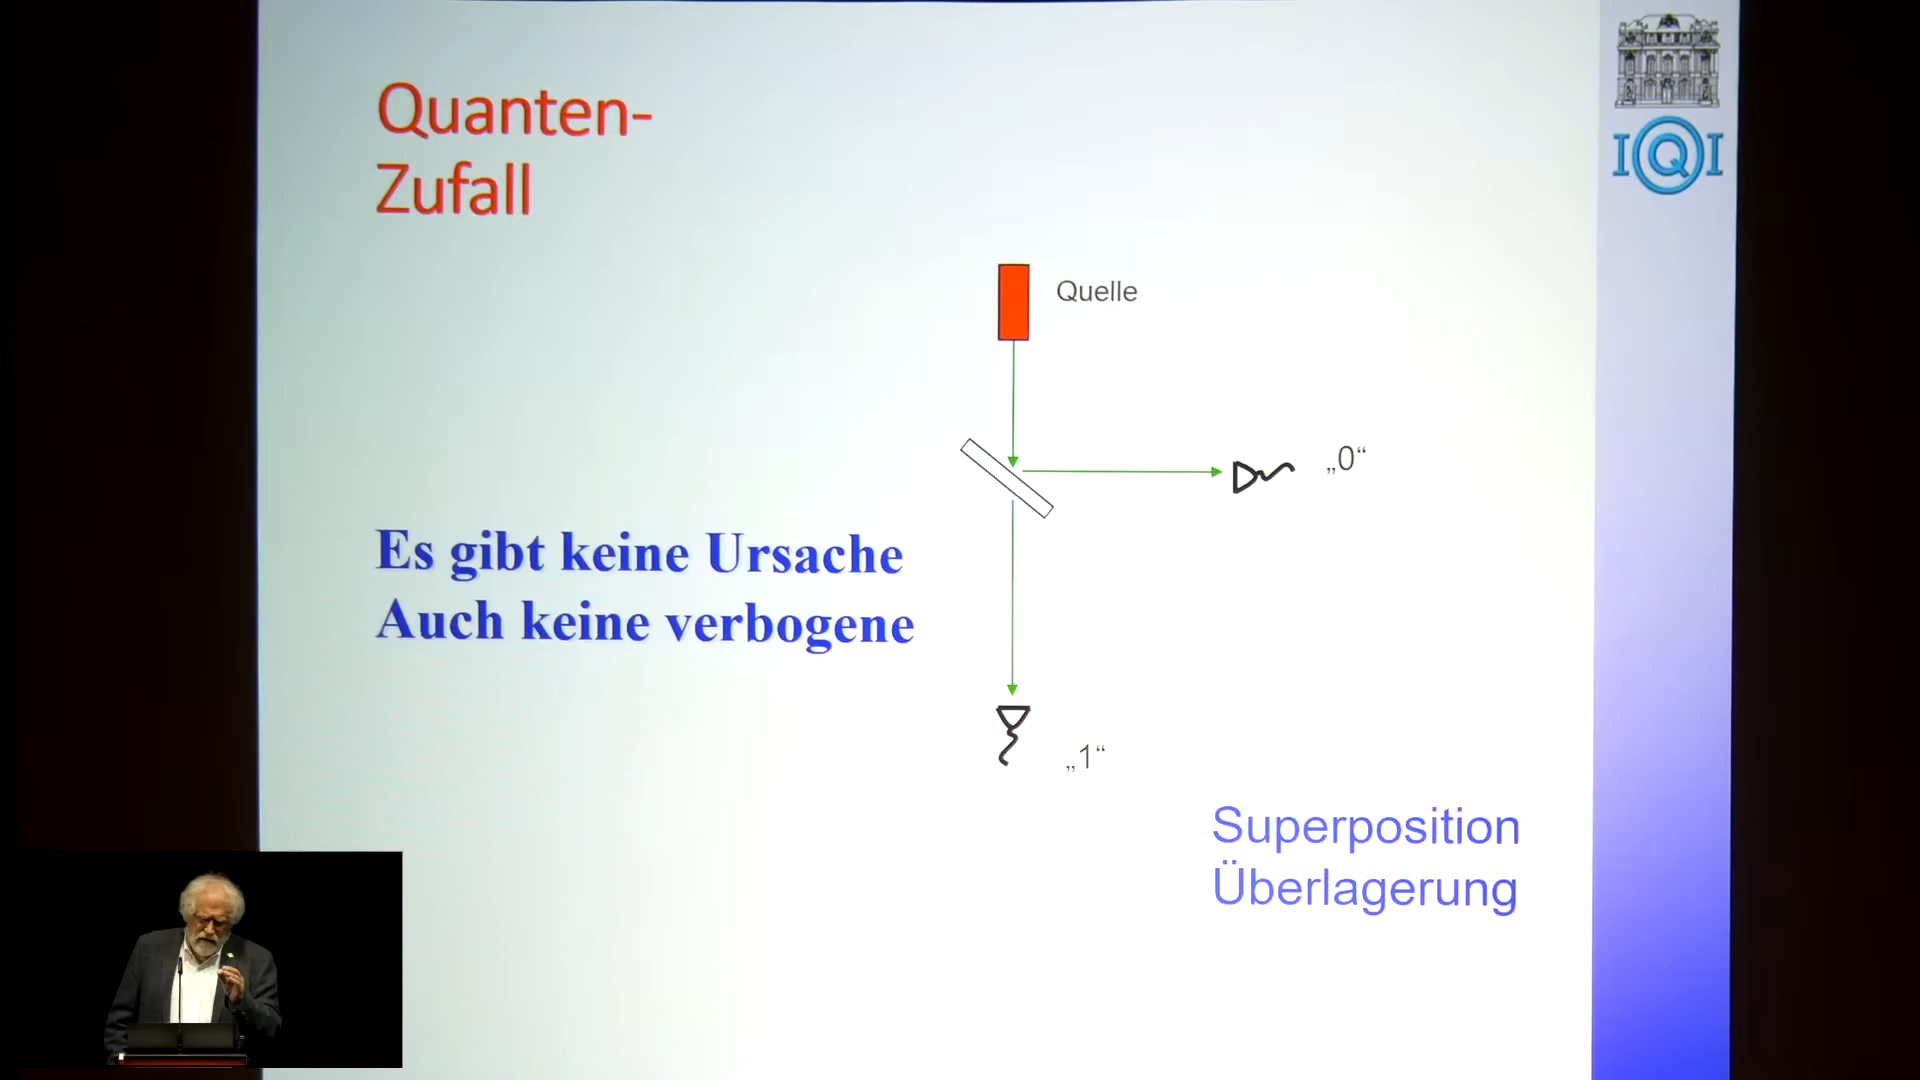 Quanten-
Zufall
IQI
Quelle
„0“
Es gibt keine Ursache
Auch keine verbogene
„1“
Superposition
Überlagerung